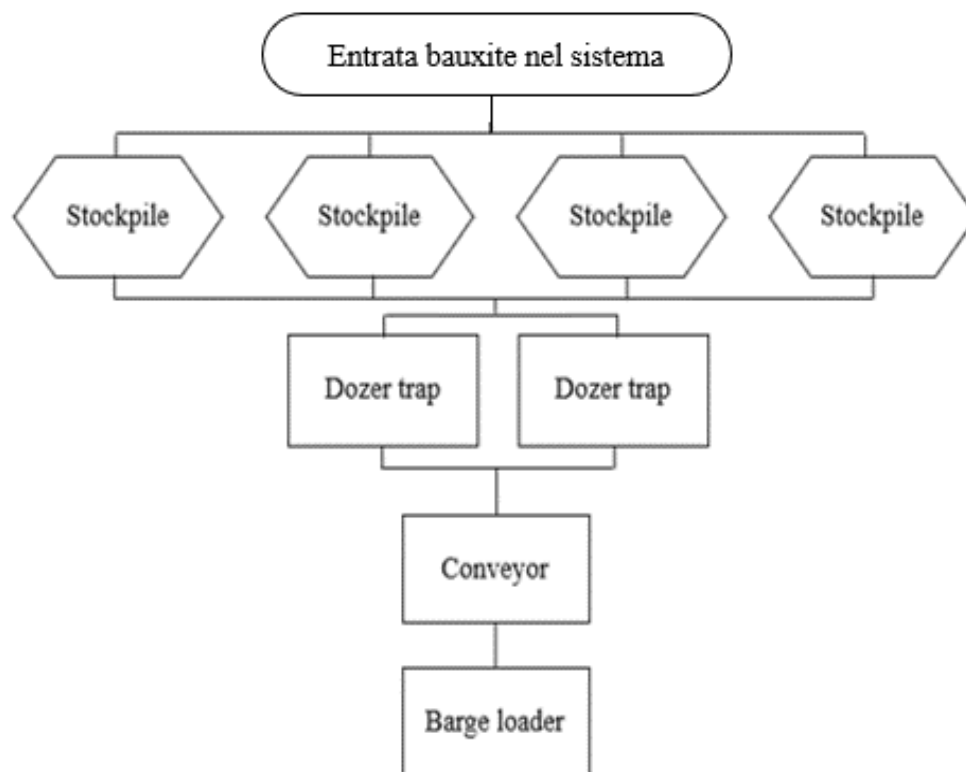 Entrata bauxite nel sistema
Stockpile
Stockpile
Stockpile
Stockpile
Dozer trap
Dozer trap
Conveyor
Barge loader